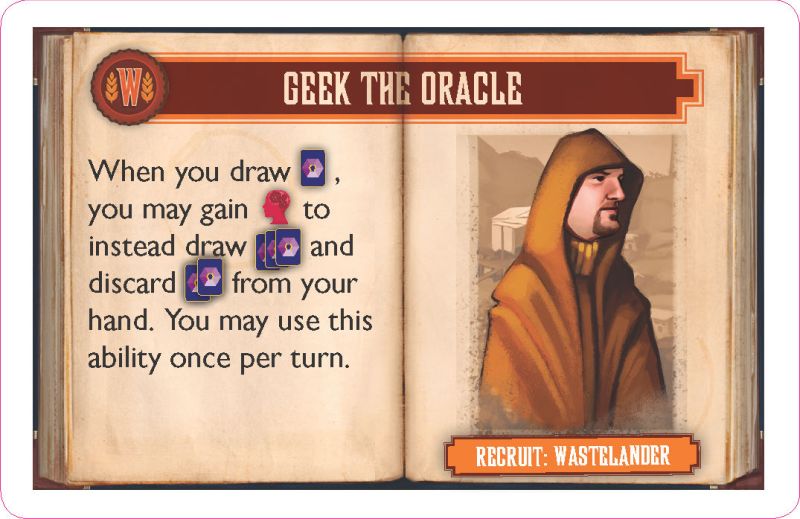 W
GEEK THE ORACLE
When you draw ,
you may gain to
instead draw and
discard from your
hand. You may use this
ability once per turn.
RECRUIT: WASTELANDER